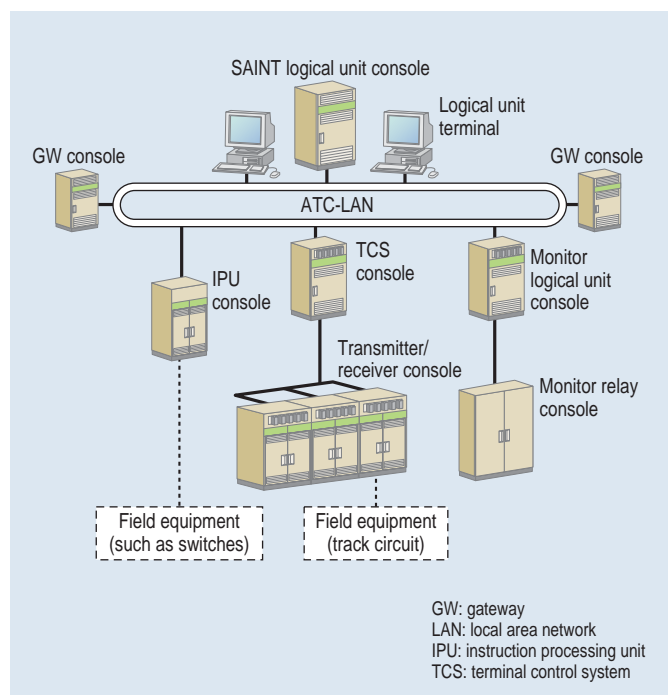 SAINT logical unit console
Logical unit
terminal
GW console
GW console
ATC-LAN
IPU
console
TCS
console
Monitor
logical unit
console
Transmitter/
receiver console
Monitor relay
console
Field equipment
(such as switches)
Field equipment
(track circuit)
GW: gateway
LAN: local area network
IPU: instruction processing unit
TCS: terminal control system